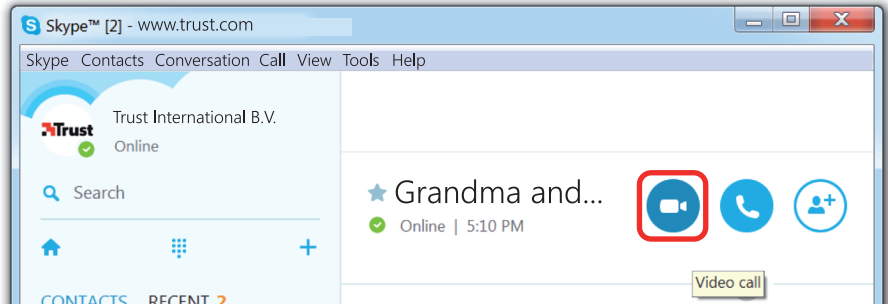 Skype™ [2] - www.trust.com
Skype Contacts Conversation Call View Tools Help
Trust
Trust International B.V.
Online
Search
Grandma and...
Online | 5:10 PM
Video call
CONTACTS RECENT 2